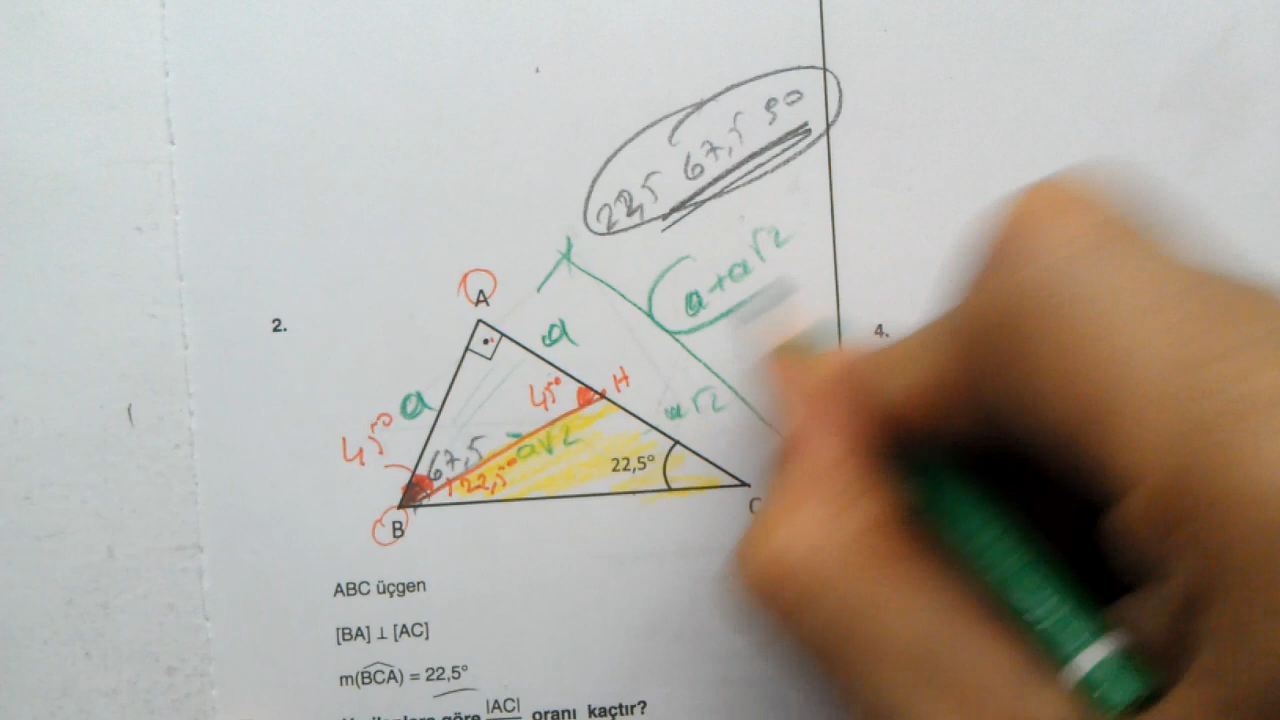 22,5 67,5 90
a+a√2
2.
4.
A
a
a
45°
H
45°
a√2
67,5
a√2
22,5°
22,5°
B
C
ABC üçgen
[BA] ⊥ [AC]
m(BCA) = 22,5°
göre |AC| oranı kaçtır?